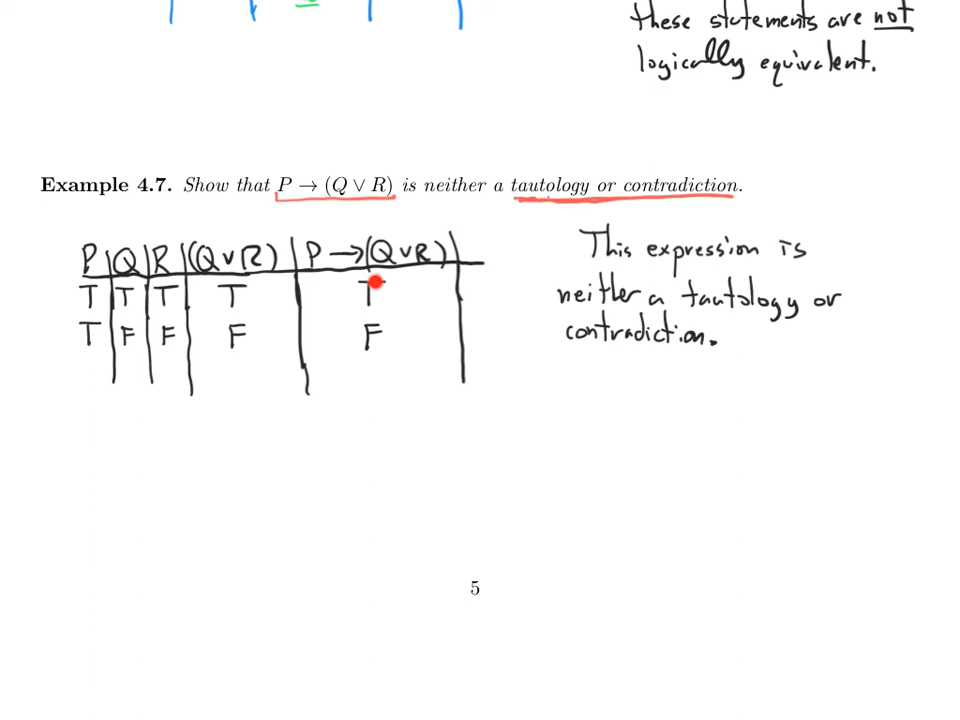 these statements are not
logically equivalent.
Example 4.7. Show that P → (Q ∨ R) is neither a tautology or contradiction.
P Q R (Q ∨ R) P → (Q ∨ R)
T T T T T
T F F F F
This expression is
neither a tautology or
contradiction.
5